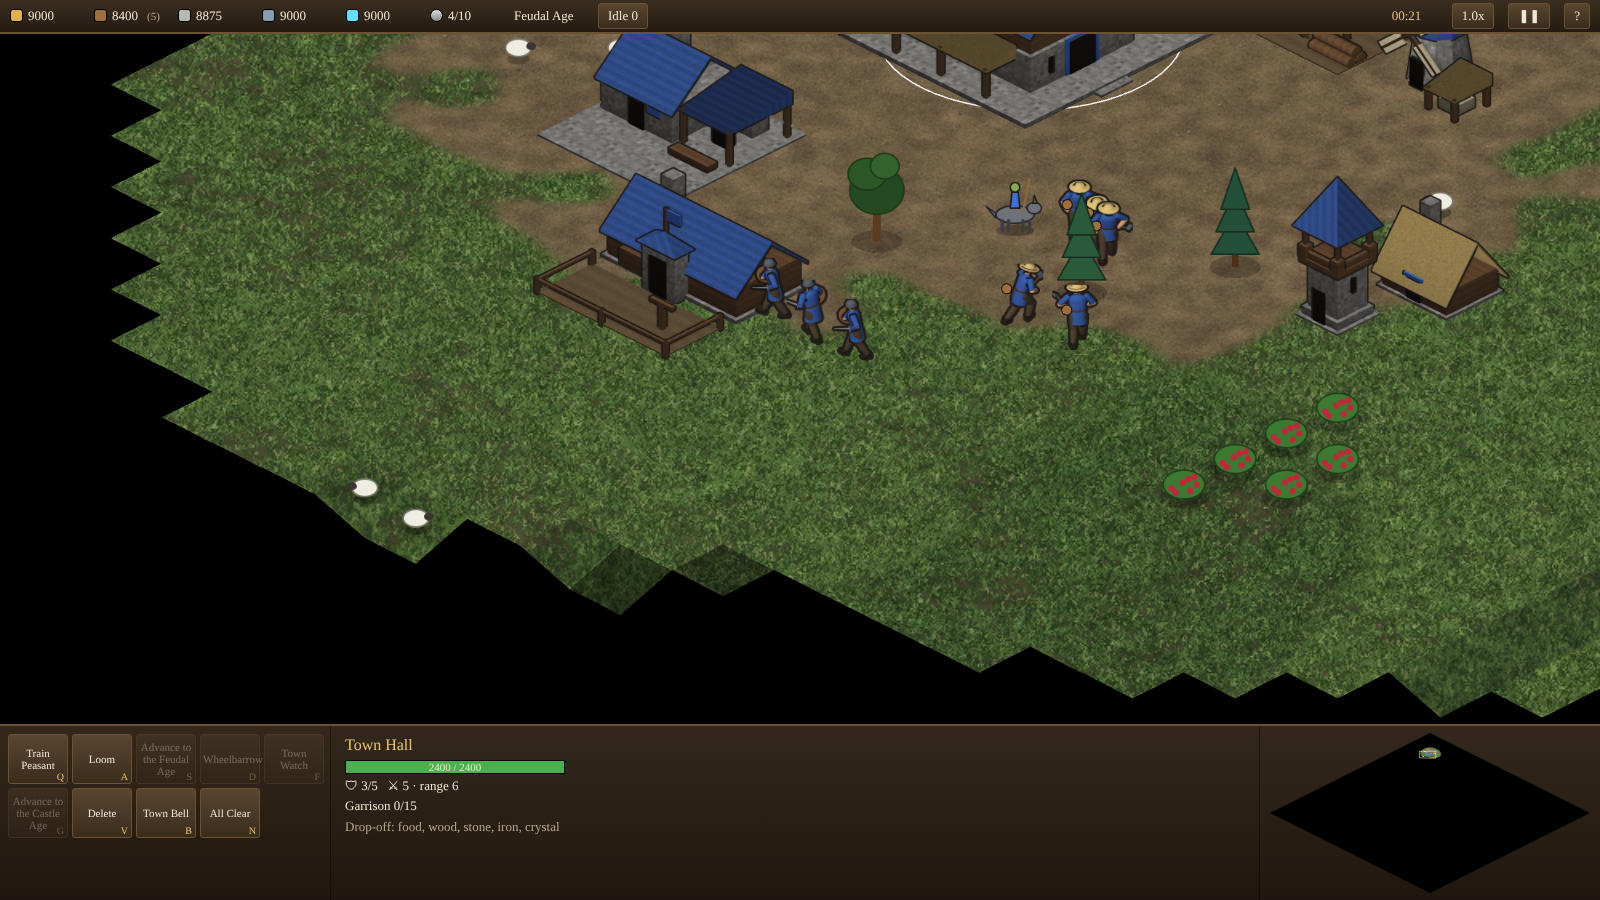 9000 8400 (5) 8875 9000 9000 4/10 Feudal Age Idle 0 00:21 1.0x ❚❚ ?
Train
Peasant
Q
Loom
A
Advance to
the Feudal
Age
S
Wheelbarrow
D
Town
Watch
F
Advance to
the Castle
Age
G
Delete
V
Town Bell
B
All Clear
N
Town Hall
2400 / 2400
3/5 5 · range 6
Garrison 0/15
Drop-off: food, wood, stone, iron, crystal